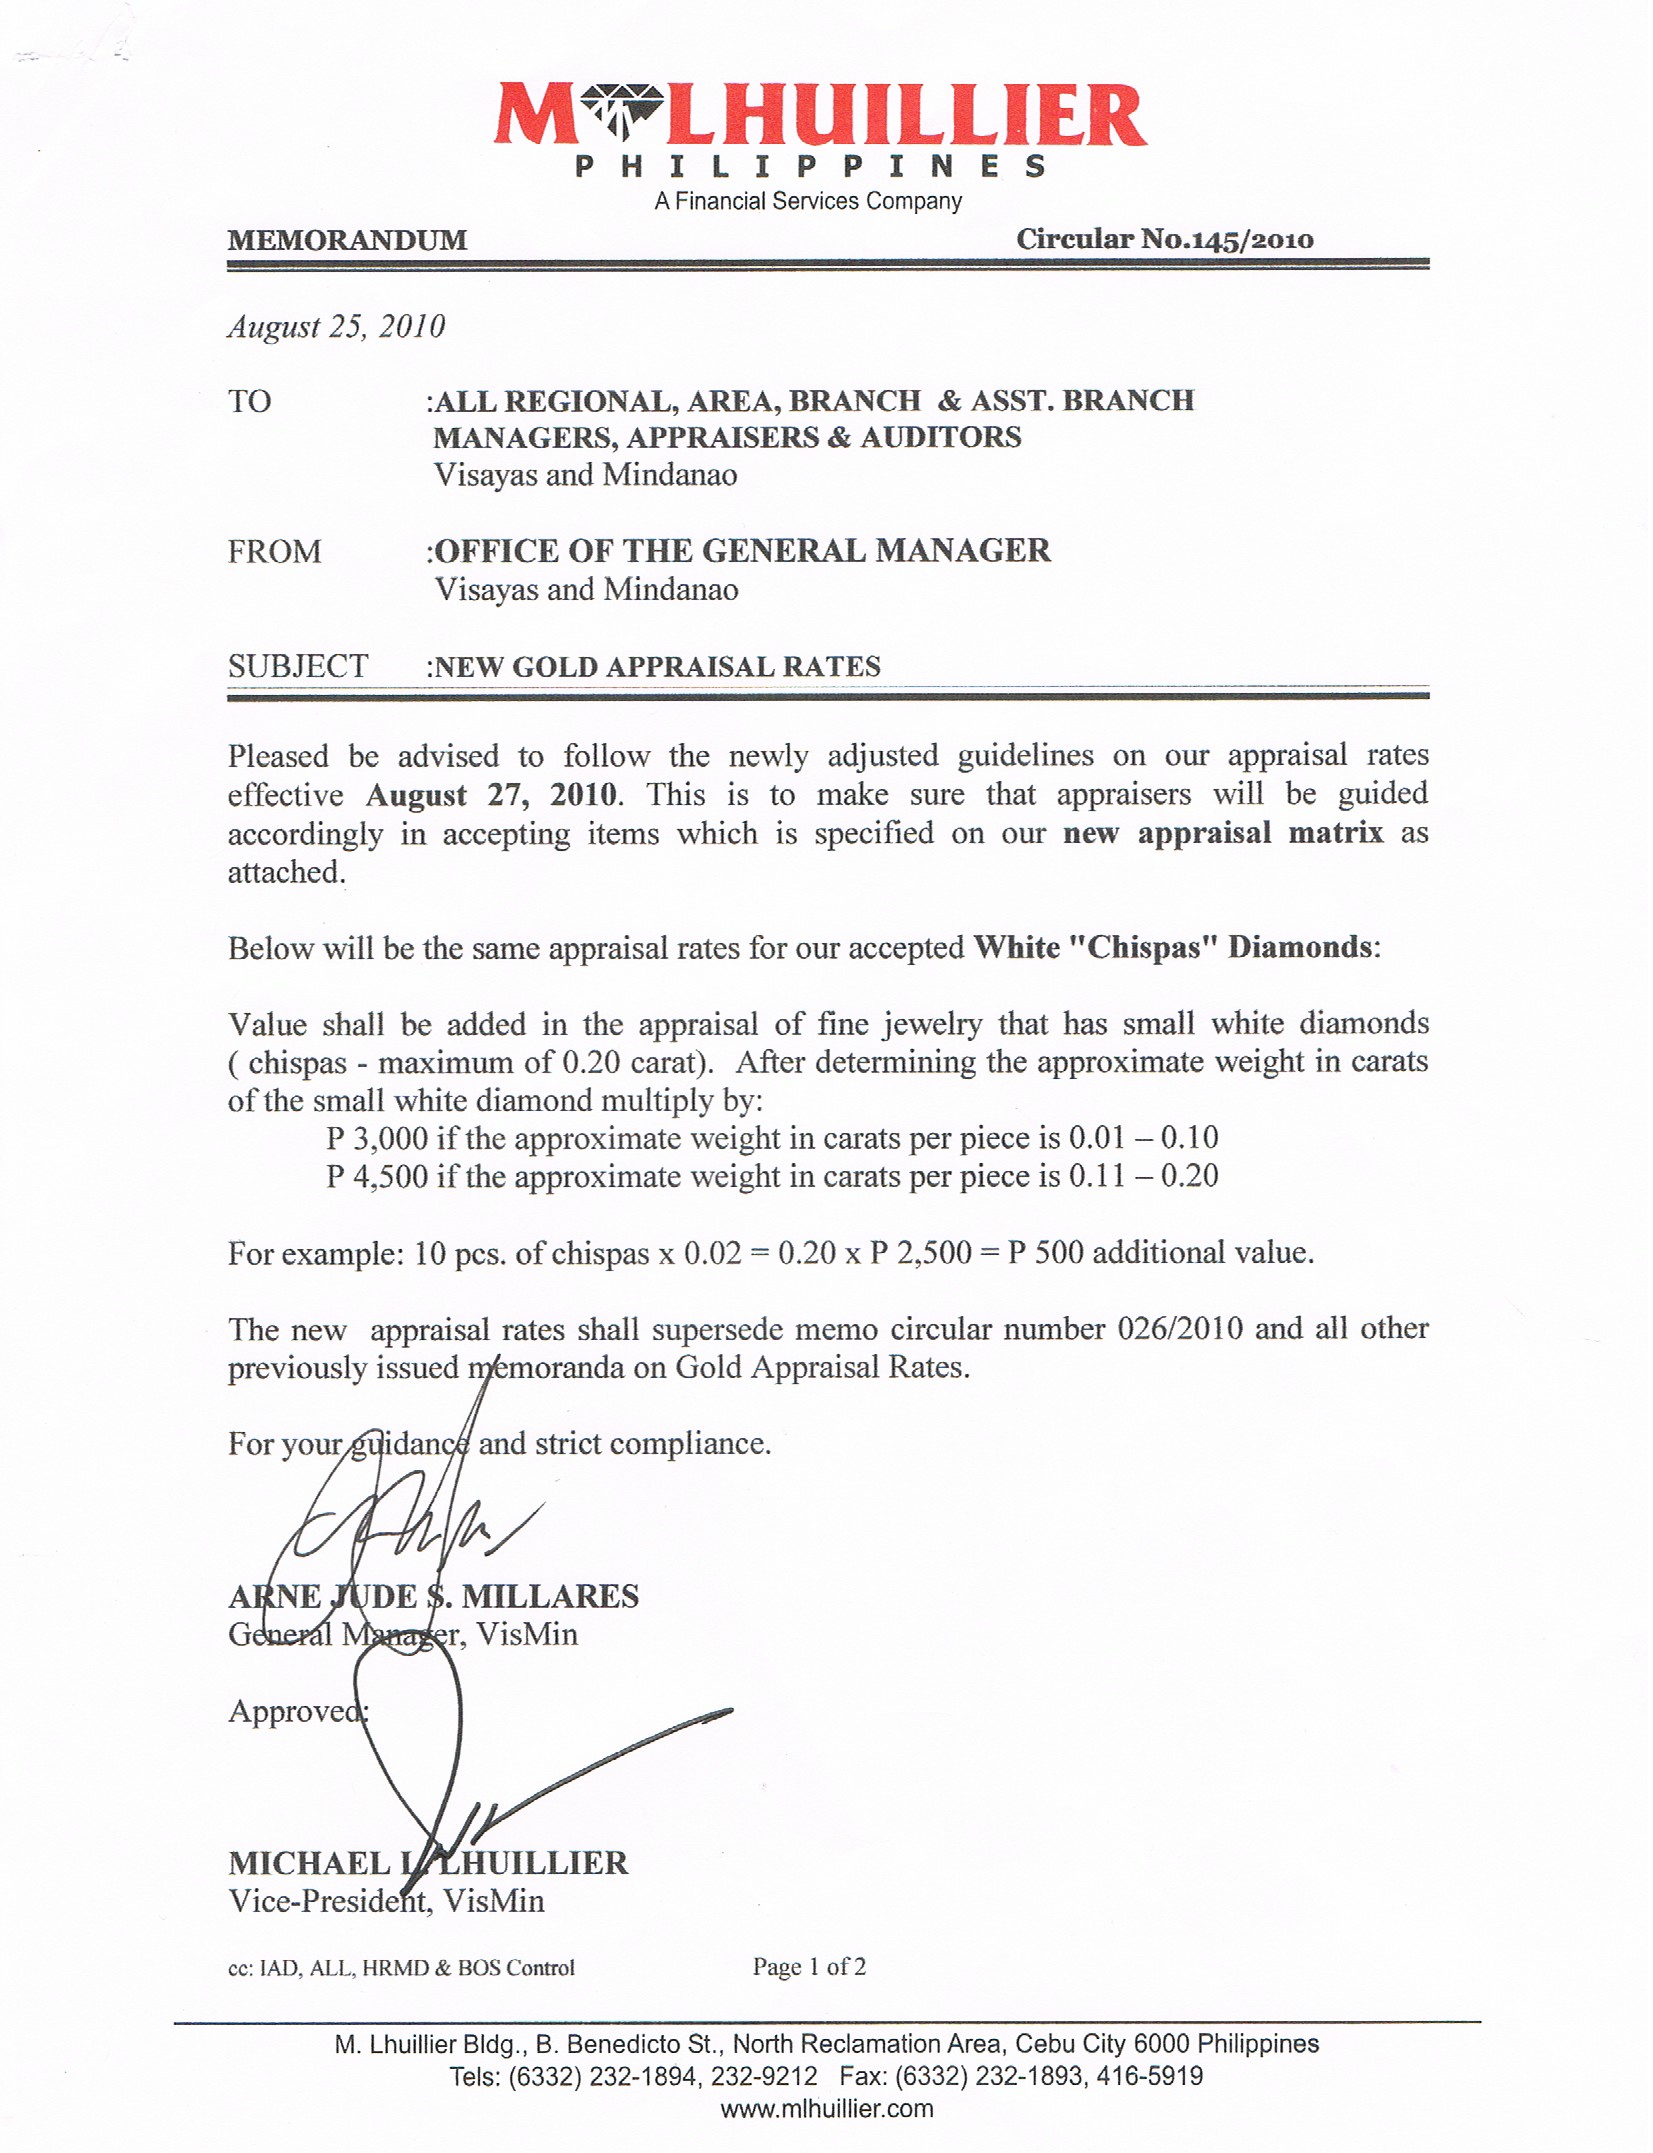 M LHUILLIER
PHILIPPINES
A Financial Services Company
MEMORANDUM Circular No.145/2010
August 25, 2010
TO :ALL REGIONAL, AREA, BRANCH & ASST. BRANCH
MANAGERS, APPRAISERS & AUDITORS
Visayas and Mindanao
FROM :OFFICE OF THE GENERAL MANAGER
Visayas and Mindanao
SUBJECT :NEW GOLD APPRAISAL RATES
Pleased be advised to follow the newly adjusted guidelines on our appraisal rates
effective August 27, 2010. This is to make sure that appraisers will be guided
accordingly in accepting items which is specified on our new appraisal matrix as
attached.
Below will be the same appraisal rates for our accepted White "Chispas" Diamonds:
Value shall be added in the appraisal of fine jewelry that has small white diamonds
( chispas - maximum of 0.20 carat). After determining the approximate weight in carats
of the small white diamond multiply by:
P 3,000 if the approximate weight in carats per piece is 0.01 – 0.10
P 4,500 if the approximate weight in carats per piece is 0.11 – 0.20
For example: 10 pcs. of chispas x 0.02 = 0.20 x P 2,500 = P 500 additional value.
The new appraisal rates shall supersede memo circular number 026/2010 and all other
previously issued memoranda on Gold Appraisal Rates.
For your guidance and strict compliance.
ARNE JUDE S. MILLARES
General Manager, VisMin
Approved:
MICHAEL L. LHUILLIER
Vice-President, VisMin
cc: IAD, ALL, HRMD & BOS Control Page 1 of 2
M. Lhuillier Bldg., B. Benedicto St., North Reclamation Area, Cebu City 6000 Philippines
Tels: (6332) 232-1894, 232-9212 Fax: (6332) 232-1893, 416-5919
www.mlhuillier.com